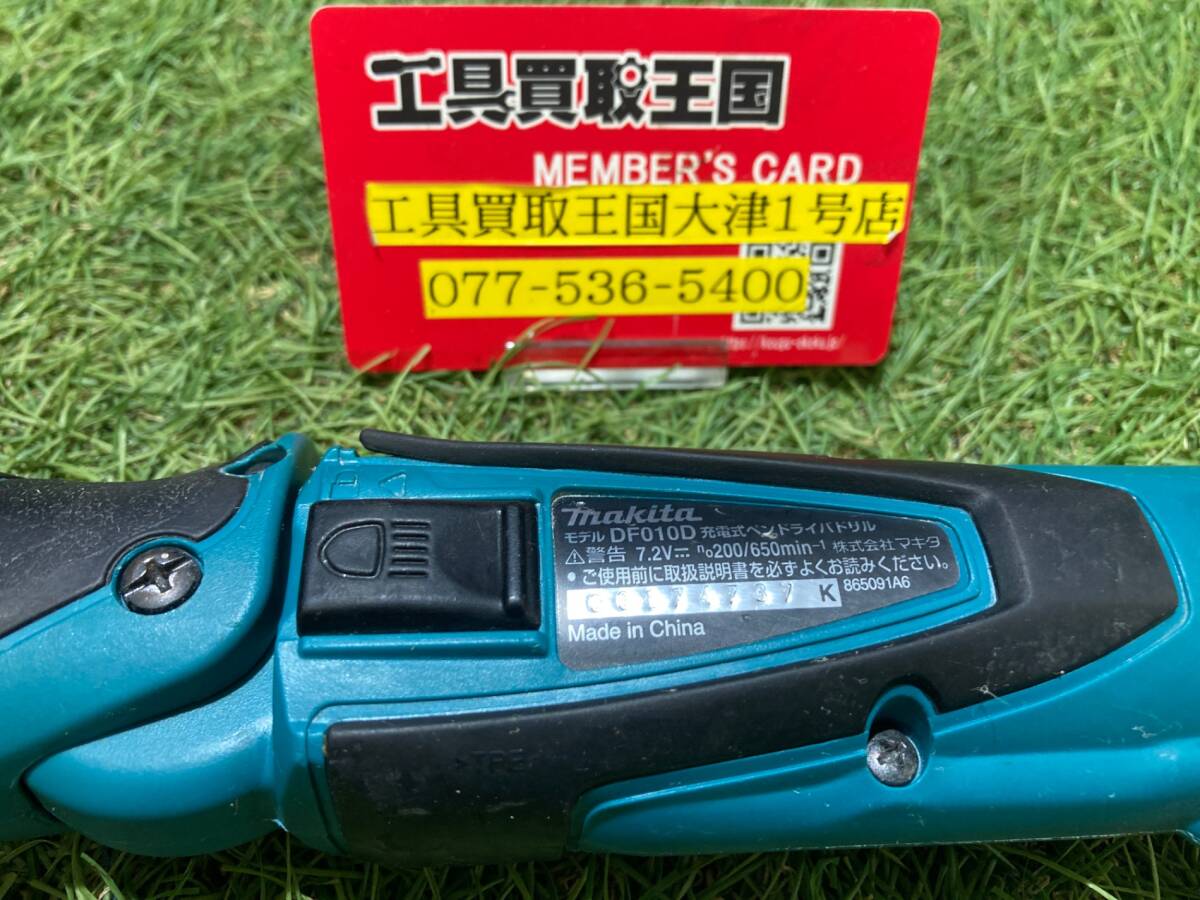 工具買取王国
MEMBER'S CARD
工具買取王国大津1号店
077-536-5400
makita
モデル DF010D 充電式ペンドライバドリル
⚠警告 7.2V⎓ n₀200/650min⁻¹ 株式会社マキタ
● ご使用前に取扱説明書を必ずよくお読みください。
K 865091A6
Made in China
>TPE<